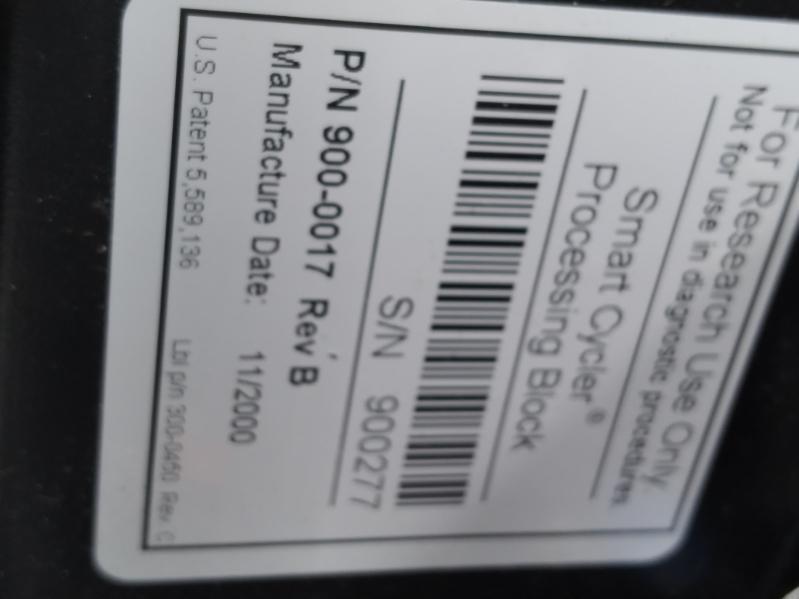 For Research Use Only
Not for use in diagnostic procedures
Smart Cycler®
Processing Block
S/N 900277
P/N 900-0017 Rev B
Manufacture Date: 11/2000
U.S. Patent 5,589,136 Lbl p/n 300-0450 Rev C